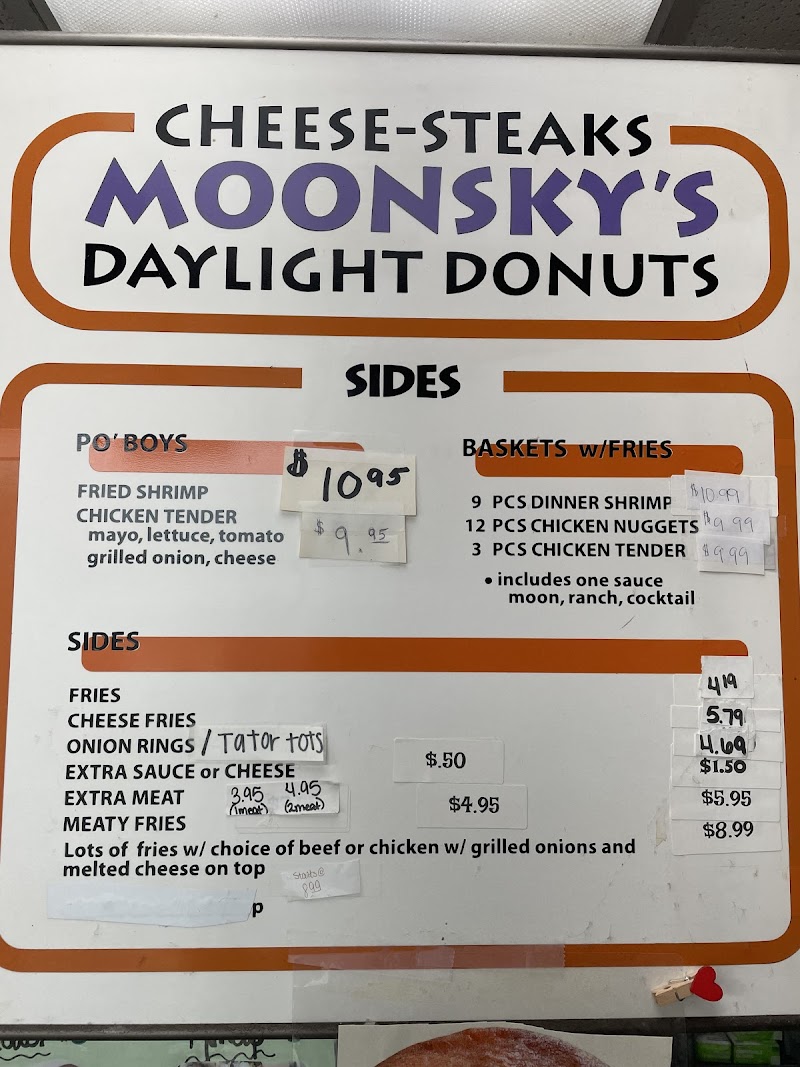 CHEESE-STEAKS
MOONSKY'S
DAYLIGHT DONUTS
SIDES
PO' BOYS
$ 10 95
FRIED SHRIMP
CHICKEN TENDER
$ 9.95
mayo, lettuce, tomato
grilled onion, cheese
BASKETS w/FRIES
9 PCS DINNER SHRIMP $10.99
12 PCS CHICKEN NUGGETS $9.99
3 PCS CHICKEN TENDER $9.99
• includes one sauce
moon, ranch, cocktail
SIDES
FRIES 4 19
CHEESE FRIES 5.79
ONION RINGS / Tator tots 4.69
EXTRA SAUCE or CHEESE $.50 $1.50
EXTRA MEAT 3.95 (1meat) 4.95 (2meat) $4.95 $5.95
MEATY FRIES $8.99
Lots of fries w/ choice of beef or chicken w/ grilled onions and
melted cheese on top
Starts @
899
p